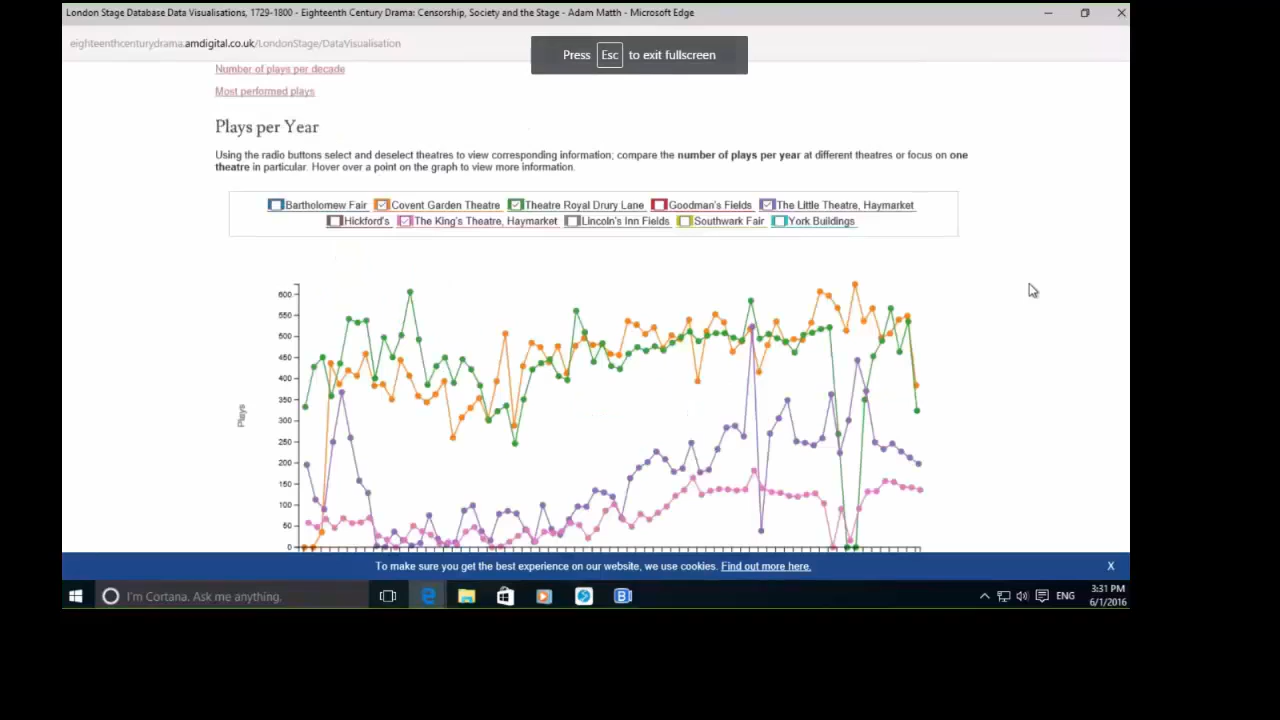 London Stage Database Data Visualisations, 1729-1800 - Eighteenth Century Drama: Censorship, Society and the Stage - Adam Matth - Microsoft Edge
eighteenthcenturydrama.amdigital.co.uk/LondonStage/DataVisualisation
Press Esc to exit fullscreen
Number of plays per decade
Most performed plays
Plays per Year
Using the radio buttons select and deselect theatres to view corresponding information; compare the number of plays per year at different theatres or focus on one
theatre in particular. Hover over a point on the graph to view more information.
Bartholomew Fair Covent Garden Theatre Theatre Royal Drury Lane Goodman's Fields The Little Theatre, Haymarket
Hickford's The King's Theatre, Haymarket Lincoln's Inn Fields Southwark Fair York Buildings
600
550
500
450
400
350
300
250
200
150
100
50
0
Plays
To make sure you get the best experience on our website, we use cookies. Find out more here. X
I'm Cortana. Ask me anything.
ENG
3:31 PM
6/1/2016